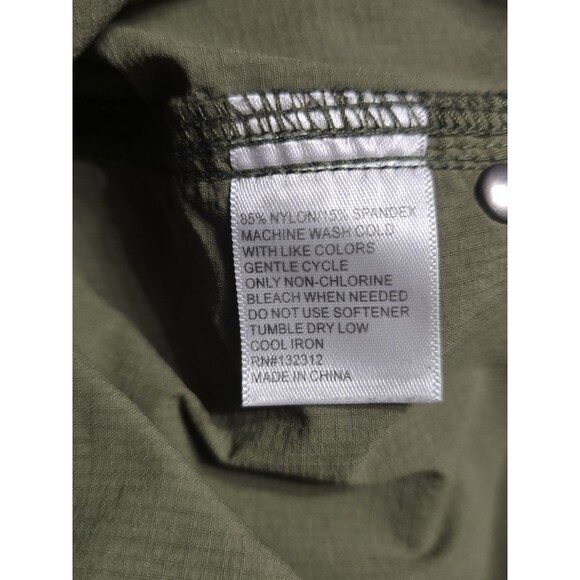 85% NYLON/15% SPANDEX
MACHINE WASH COLD
WITH LIKE COLORS
GENTLE CYCLE
ONLY NON-CHLORINE
BLEACH WHEN NEEDED
DO NOT USE SOFTENER
TUMBLE DRY LOW
COOL IRON
RN#132312
MADE IN CHINA